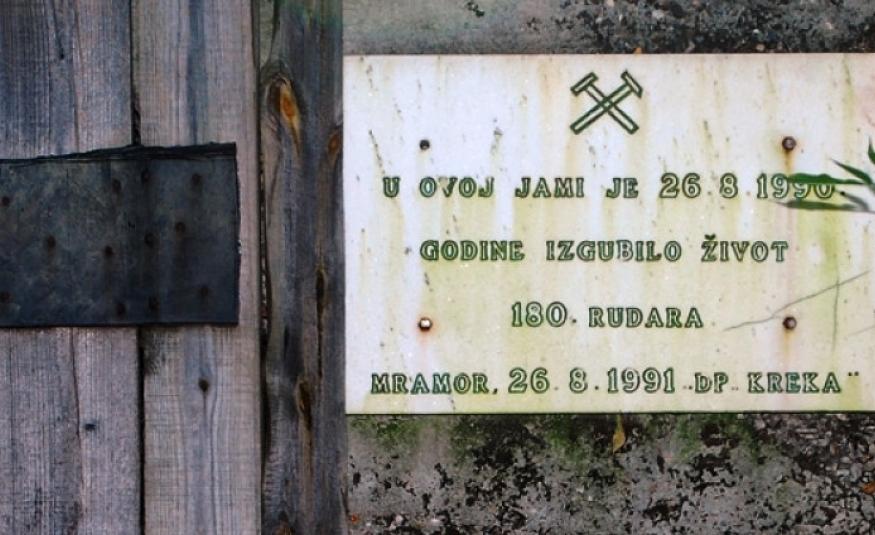 U OVOJ JAMI JE 26 8 1990.
GODINE IZGUBILO ŽIVOT
180. RUDARA
MRAMOR, 26.8.1991 "DP KREKA"